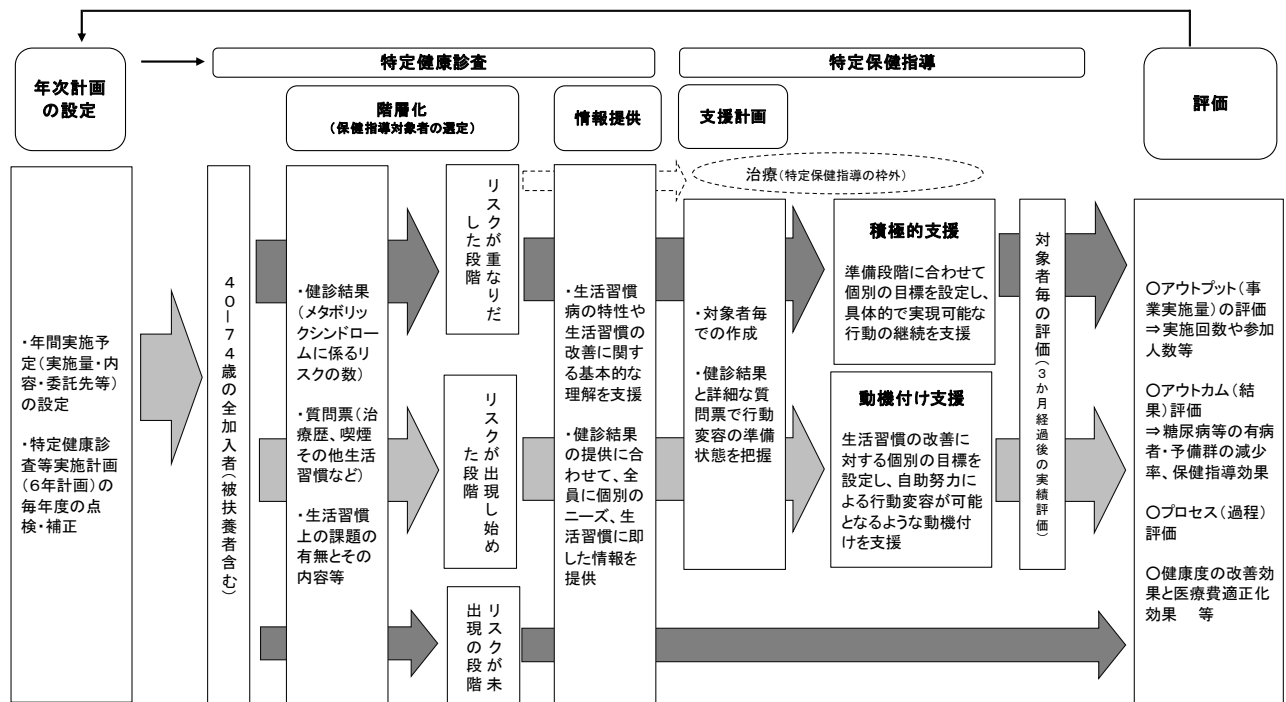 年次計画
の設定
特定健康診査
特定保健指導
評価
階層化
（保健指導対象者の選定）
情報提供
支援計画
治療（特定保健指導の枠外）
・年間実施予
定（実施量・内
容・委託先等）
の設定
・特定健康診
査等実施計画
（6年計画）の
毎年度の点
検・補正
４０－７４歳の全加入者（被扶養者含む）
・健診結果
（メタボリッ
クシンドロー
ムに係るリ
スクの数）
・質問票（治
療歴、喫煙
その他生活
習慣など）
・生活習慣
上の課題の
有無とその
内容等
リスクが重なりだ
した段階
リスクが出現し始め
た段階
リスクが未
出現の段階
・生活習慣
病の特性や
生活習慣の
改善に関す
る基本的な
理解を支援
・健診結果
の提供に合
わせて、全
員に個別の
ニーズ、生
活習慣に即
した情報を
提供
・対象者毎
での作成
・健診結果
と詳細な質
問票で行動
変容の準備
状態を把握
積極的支援
準備段階に合わせて
個別の目標を設定し、
具体的で実現可能な
行動の継続を支援
動機付け支援
生活習慣の改善に
対する個別の目標を
設定し、自助努力に
よる行動変容が可能
となるような動機付
けを支援
対象者毎の評価（３か月経過後の実績評価）
○アウトプット（事
業実施量）の評価
⇒実施回数や参加
人数等
○アウトカム（結
果）評価
⇒糖尿病等の有病
者・予備群の減少
率、保健指導効果
○プロセス（過程）
評価
○健康度の改善効
果と医療費適正化
効果　等